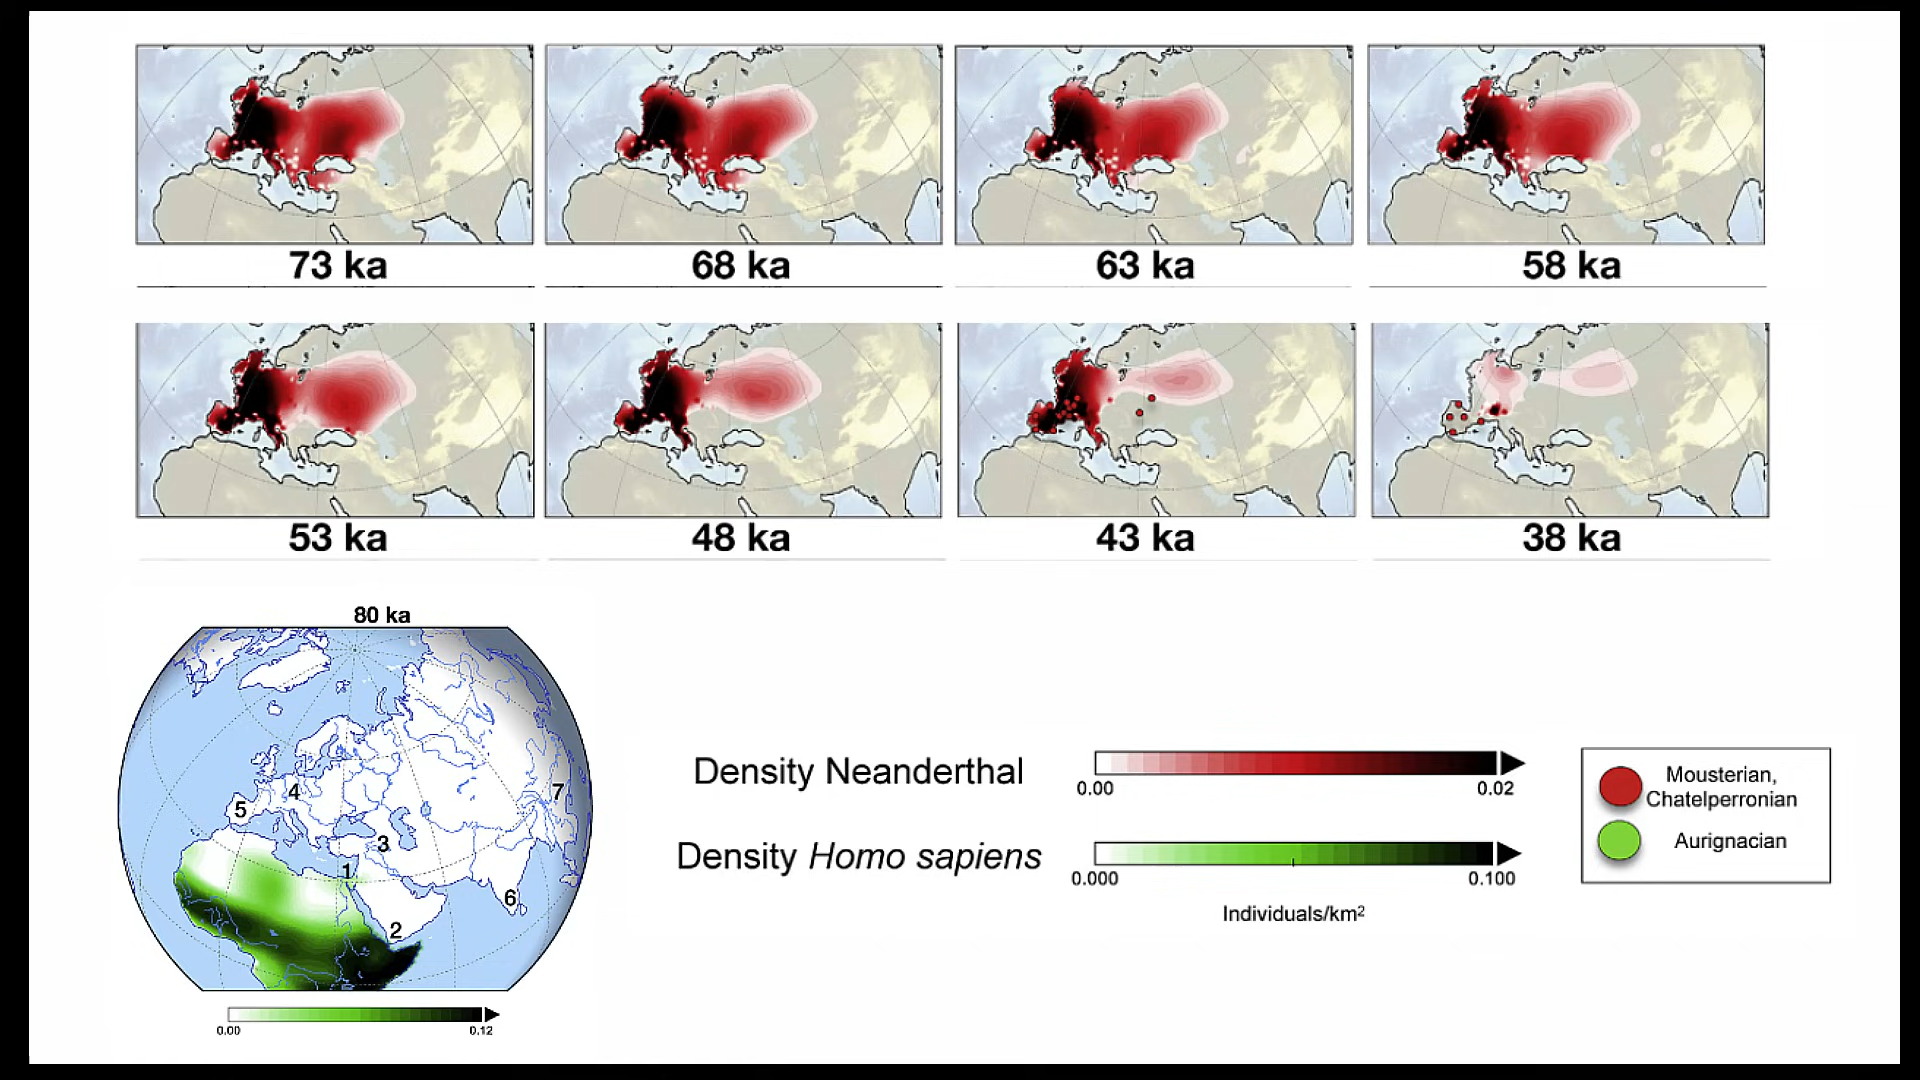 73 ka
68 ka
63 ka
58 ka
53 ka
48 ka
43 ka
38 ka
80 ka
1
2
3
4
5
6
7
0.00
0.12
Density Neanderthal
0.00
0.02
Density Homo sapiens
0.000
0.100
Individuals/km²
Mousterian,
Chatelperronian
Aurignacian